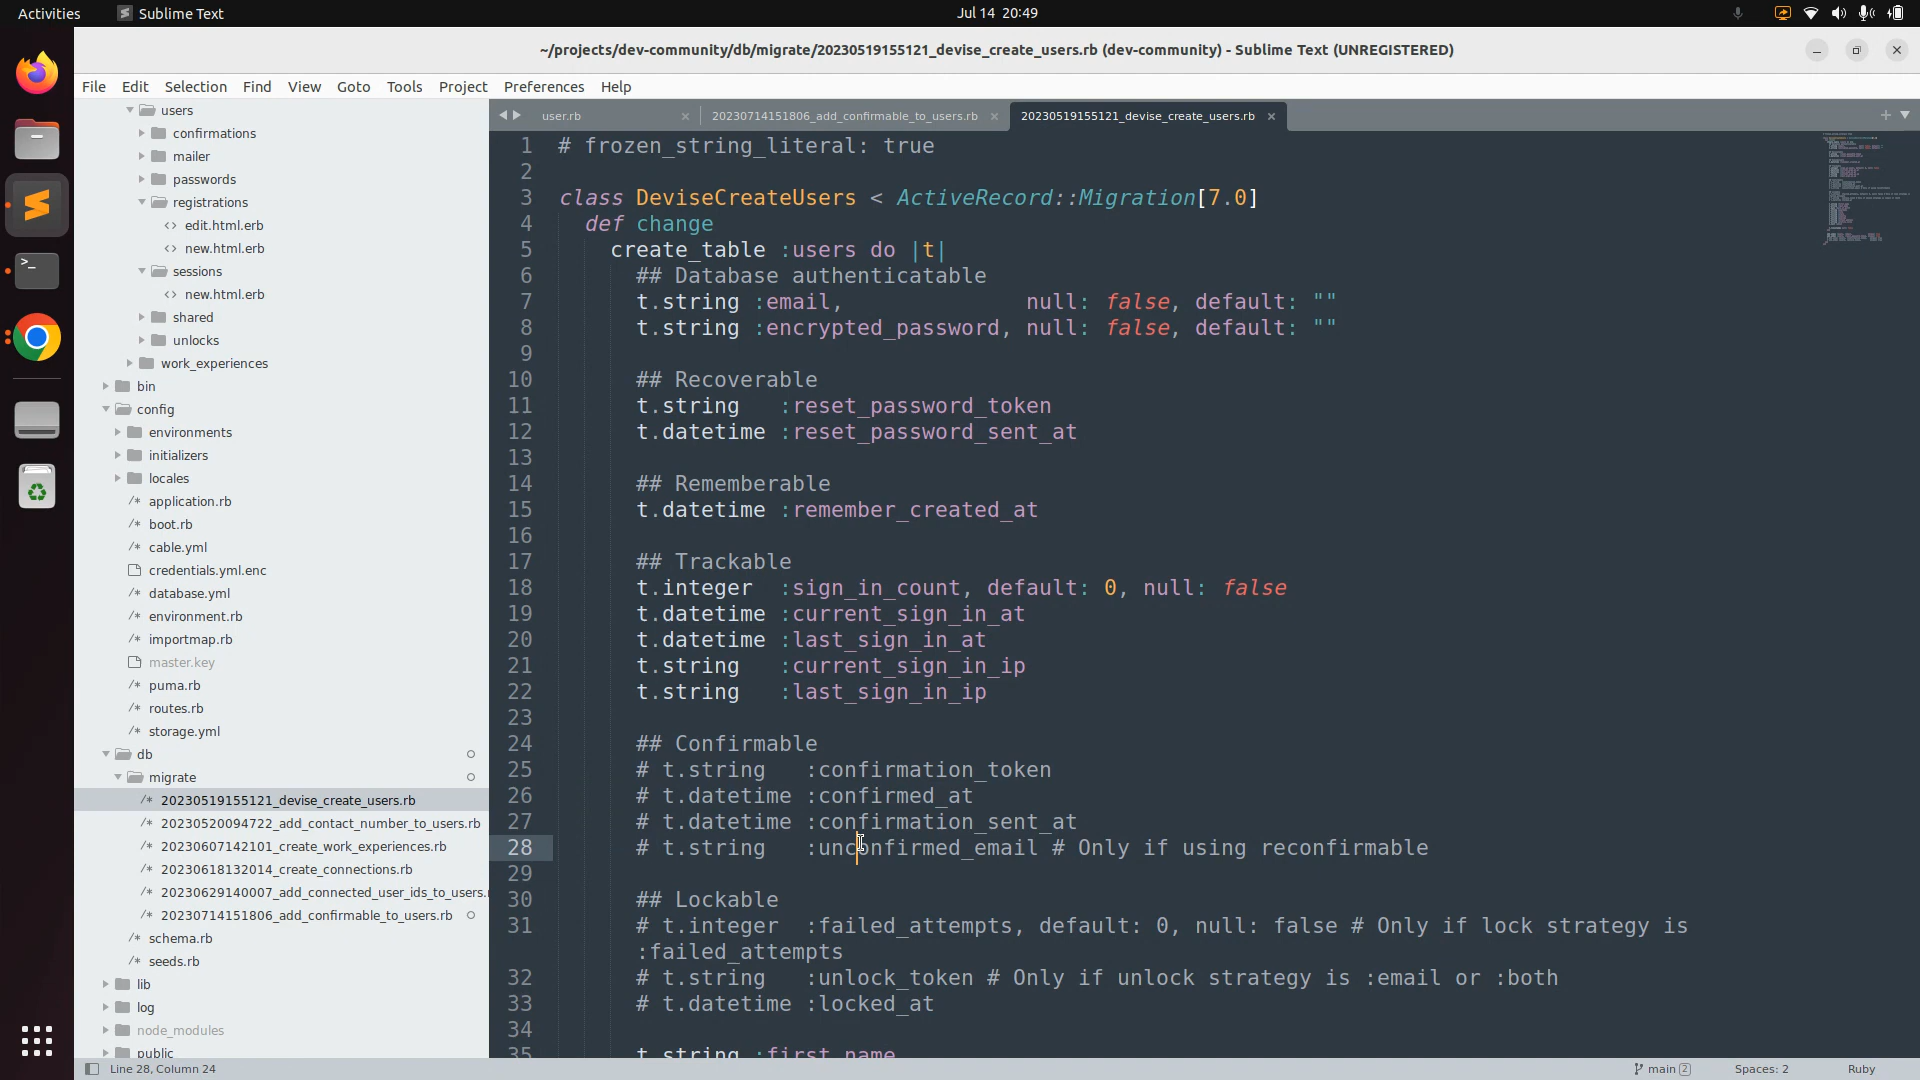 Activities
Sublime Text
Jul 14 20:49
~/projects/dev-community/db/migrate/20230519155121_devise_create_users.rb (dev-community) - Sublime Text (UNREGISTERED)
File Edit Selection Find View Goto Tools Project Preferences Help
users
confirmations
mailer
passwords
registrations
edit.html.erb
new.html.erb
sessions
new.html.erb
shared
unlocks
work_experiences
bin
config
environments
initializers
locales
application.rb
boot.rb
cable.yml
credentials.yml.enc
database.yml
environment.rb
importmap.rb
master.key
puma.rb
routes.rb
storage.yml
db
migrate
20230519155121_devise_create_users.rb
20230520094722_add_contact_number_to_users.rb
20230607142101_create_work_experiences.rb
20230618132014_create_connections.rb
20230629140007_add_connected_user_ids_to_users.r
20230714151806_add_confirmable_to_users.rb
schema.rb
seeds.rb
lib
log
node_modules
public
user.rb
20230714151806_add_confirmable_to_users.rb
20230519155121_devise_create_users.rb
1 # frozen_string_literal: true
2
3 class DeviseCreateUsers < ActiveRecord::Migration[7.0]
4 def change
5 create_table :users do |t|
6 ## Database authenticatable
7 t.string :email, null: false, default: ""
8 t.string :encrypted_password, null: false, default: ""
9
10 ## Recoverable
11 t.string :reset_password_token
12 t.datetime :reset_password_sent_at
13
14 ## Rememberable
15 t.datetime :remember_created_at
16
17 ## Trackable
18 t.integer :sign_in_count, default: 0, null: false
19 t.datetime :current_sign_in_at
20 t.datetime :last_sign_in_at
21 t.string :current_sign_in_ip
22 t.string :last_sign_in_ip
23
24 ## Confirmable
25 # t.string :confirmation_token
26 # t.datetime :confirmed_at
27 # t.datetime :confirmation_sent_at
28 # t.string :unconfirmed_email # Only if using reconfirmable
29
30 ## Lockable
31 # t.integer :failed_attempts, default: 0, null: false # Only if lock strategy is
:failed_attempts
32 # t.string :unlock_token # Only if unlock strategy is :email or :both
33 # t.datetime :locked_at
34
35 t.string :first_name
Line 28, Column 24
main 2
Spaces: 2
Ruby